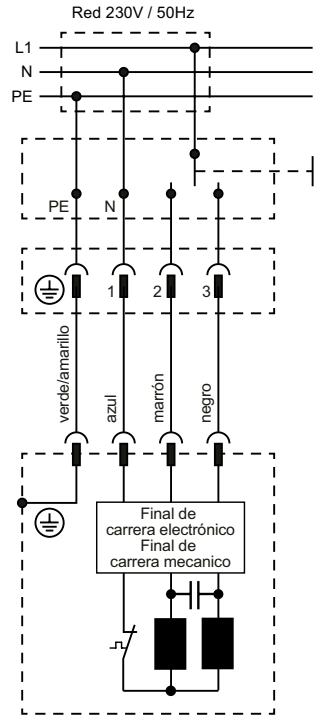 Red 230V / 50Hz
L1
N
PE
PE
N
1
2
3
verde/amarillo
azul
marrón
negro
Final de
carrera electrónico
Final de
carrera mecanico